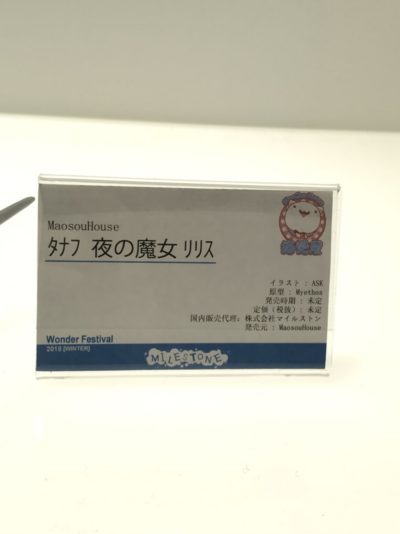 MaosouHouse
ﾀﾅﾌ 夜の魔女 ﾘﾘｽ
イラスト : ASK
原型 : Myethos
発売時期 : 未定
定価（税抜）: 未定
国内販売代理: 株式会社マイルストン
発売元 : MaosouHouse
Wonder Festival
2019 [WINTER]
MILESTONE